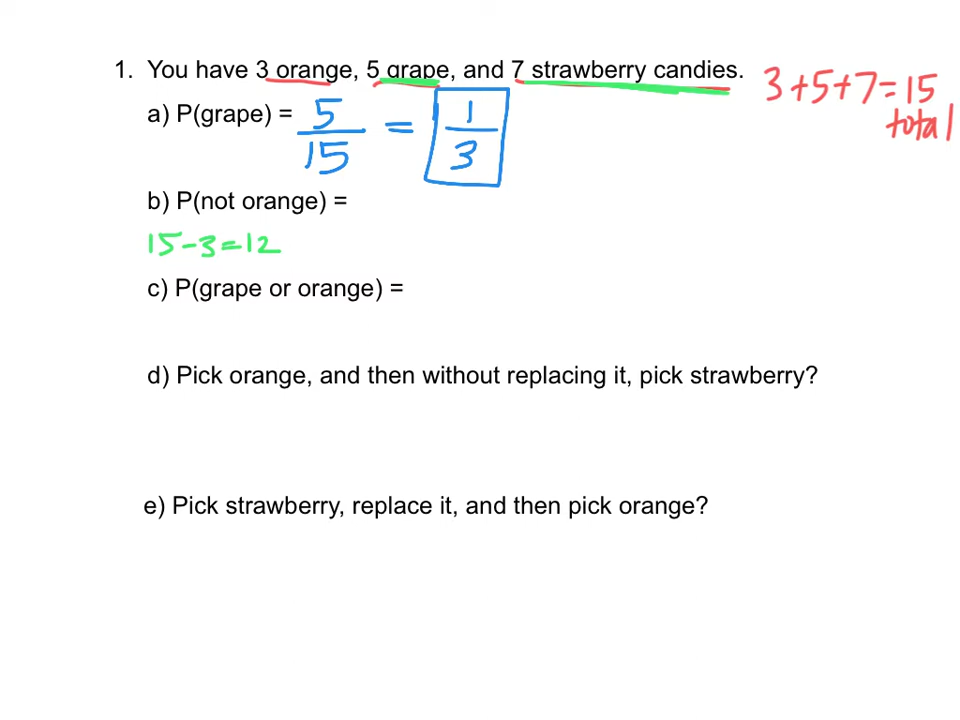 1. You have 3 orange, 5 grape, and 7 strawberry candies.
3+5+7=15
total
a) P(grape) = 5/15 = 1/3
b) P(not orange) =
15-3=12
c) P(grape or orange) =
d) Pick orange, and then without replacing it, pick strawberry?
e) Pick strawberry, replace it, and then pick orange?